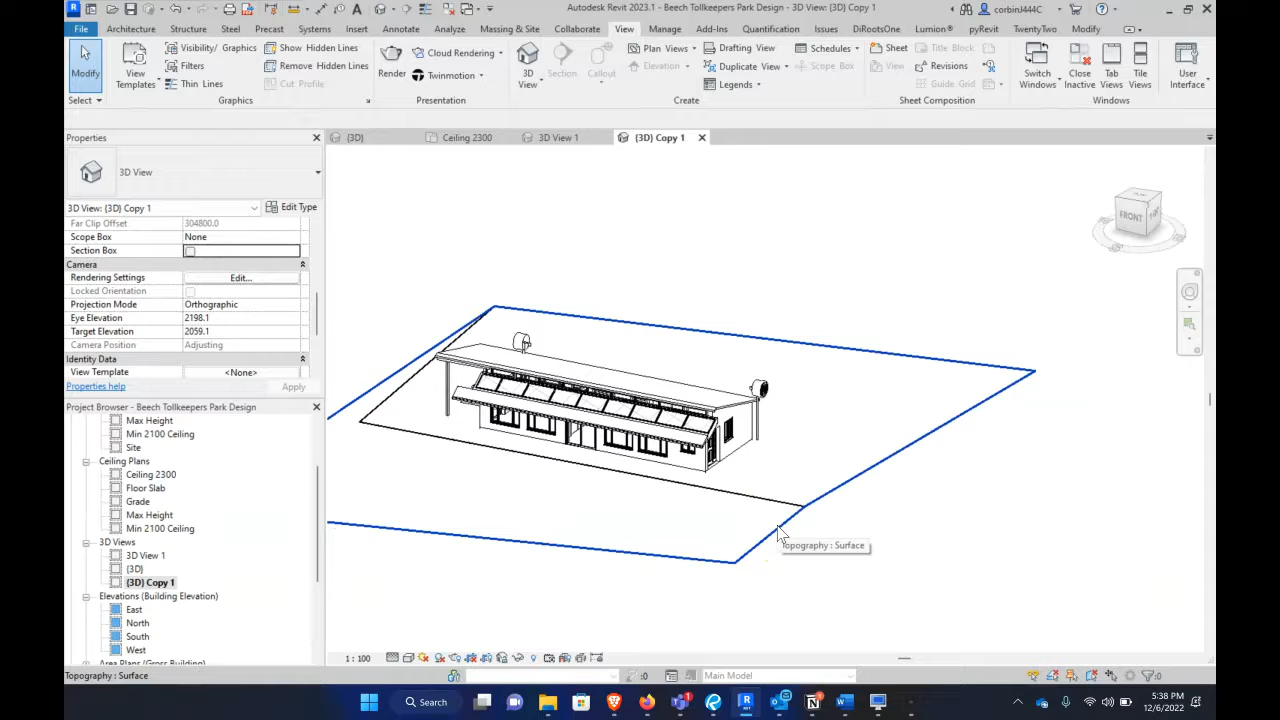 Autodesk Revit 2023.1 - Beech Tollkeepers Park Design - 3D View: {3D} Copy 1
corbinJ444C
File Architecture Structure Steel Precast Systems Insert Annotate Analyze Massing & Site Collaborate View Manage Add-Ins Quantification Issues DiRootsOne Lumion® pyRevit TwentyTwo Modify
Modify
View Templates
Visibility/ Graphics
Filters
Thin Lines
Show Hidden Lines
Remove Hidden Lines
Cut Profile
Render
Cloud Rendering
Twinmotion
3D View
Section
Callout
Plan Views
Elevation
Drafting View
Duplicate View
Legends
Schedules
Scope Box
Sheet
View
Title Block
Revisions
Guide Grid
Switch Windows
Close Inactive
Tab Views
Tile Views
User Interface
Select Graphics Presentation Create Sheet Composition Windows
Properties
{3D} Ceiling 2300 3D View 1 {3D} Copy 1
3D View
3D View: {3D} Copy 1 Edit Type
Far Clip Offset 304800.0
Scope Box None
Section Box
Camera
Rendering Settings Edit...
Locked Orientation
Projection Mode Orthographic
Eye Elevation 2198.1
Target Elevation 2059.1
Camera Position Adjusting
Identity Data
View Template <None>
Properties help Apply
Project Browser - Beech Tollkeepers Park Design
Max Height
Min 2100 Ceiling
Site
Ceiling Plans
Ceiling 2300
Floor Slab
Grade
Max Height
Min 2100 Ceiling
3D Views
3D View 1
{3D}
{3D} Copy 1
Elevations (Building Elevation)
East
North
South
West
Area Plans (Gross Building)
FRONT
Topography : Surface
1 : 100
Topography : Surface
:0
Main Model
:0
Search
5:38 PM
12/6/2022